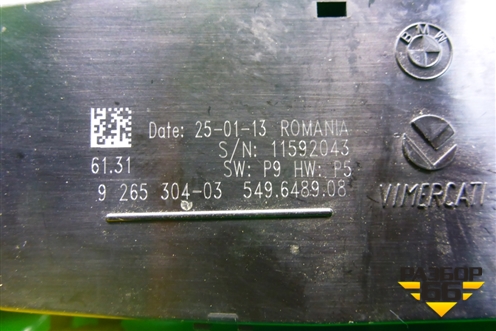 BMW
Date: 25-01-13 ROMANIA
S/N: 11592043
61.31
SW: P9 HW: P5
9 265 304-03 549.6489.08
VIMERCATI
РАЗБОР
66